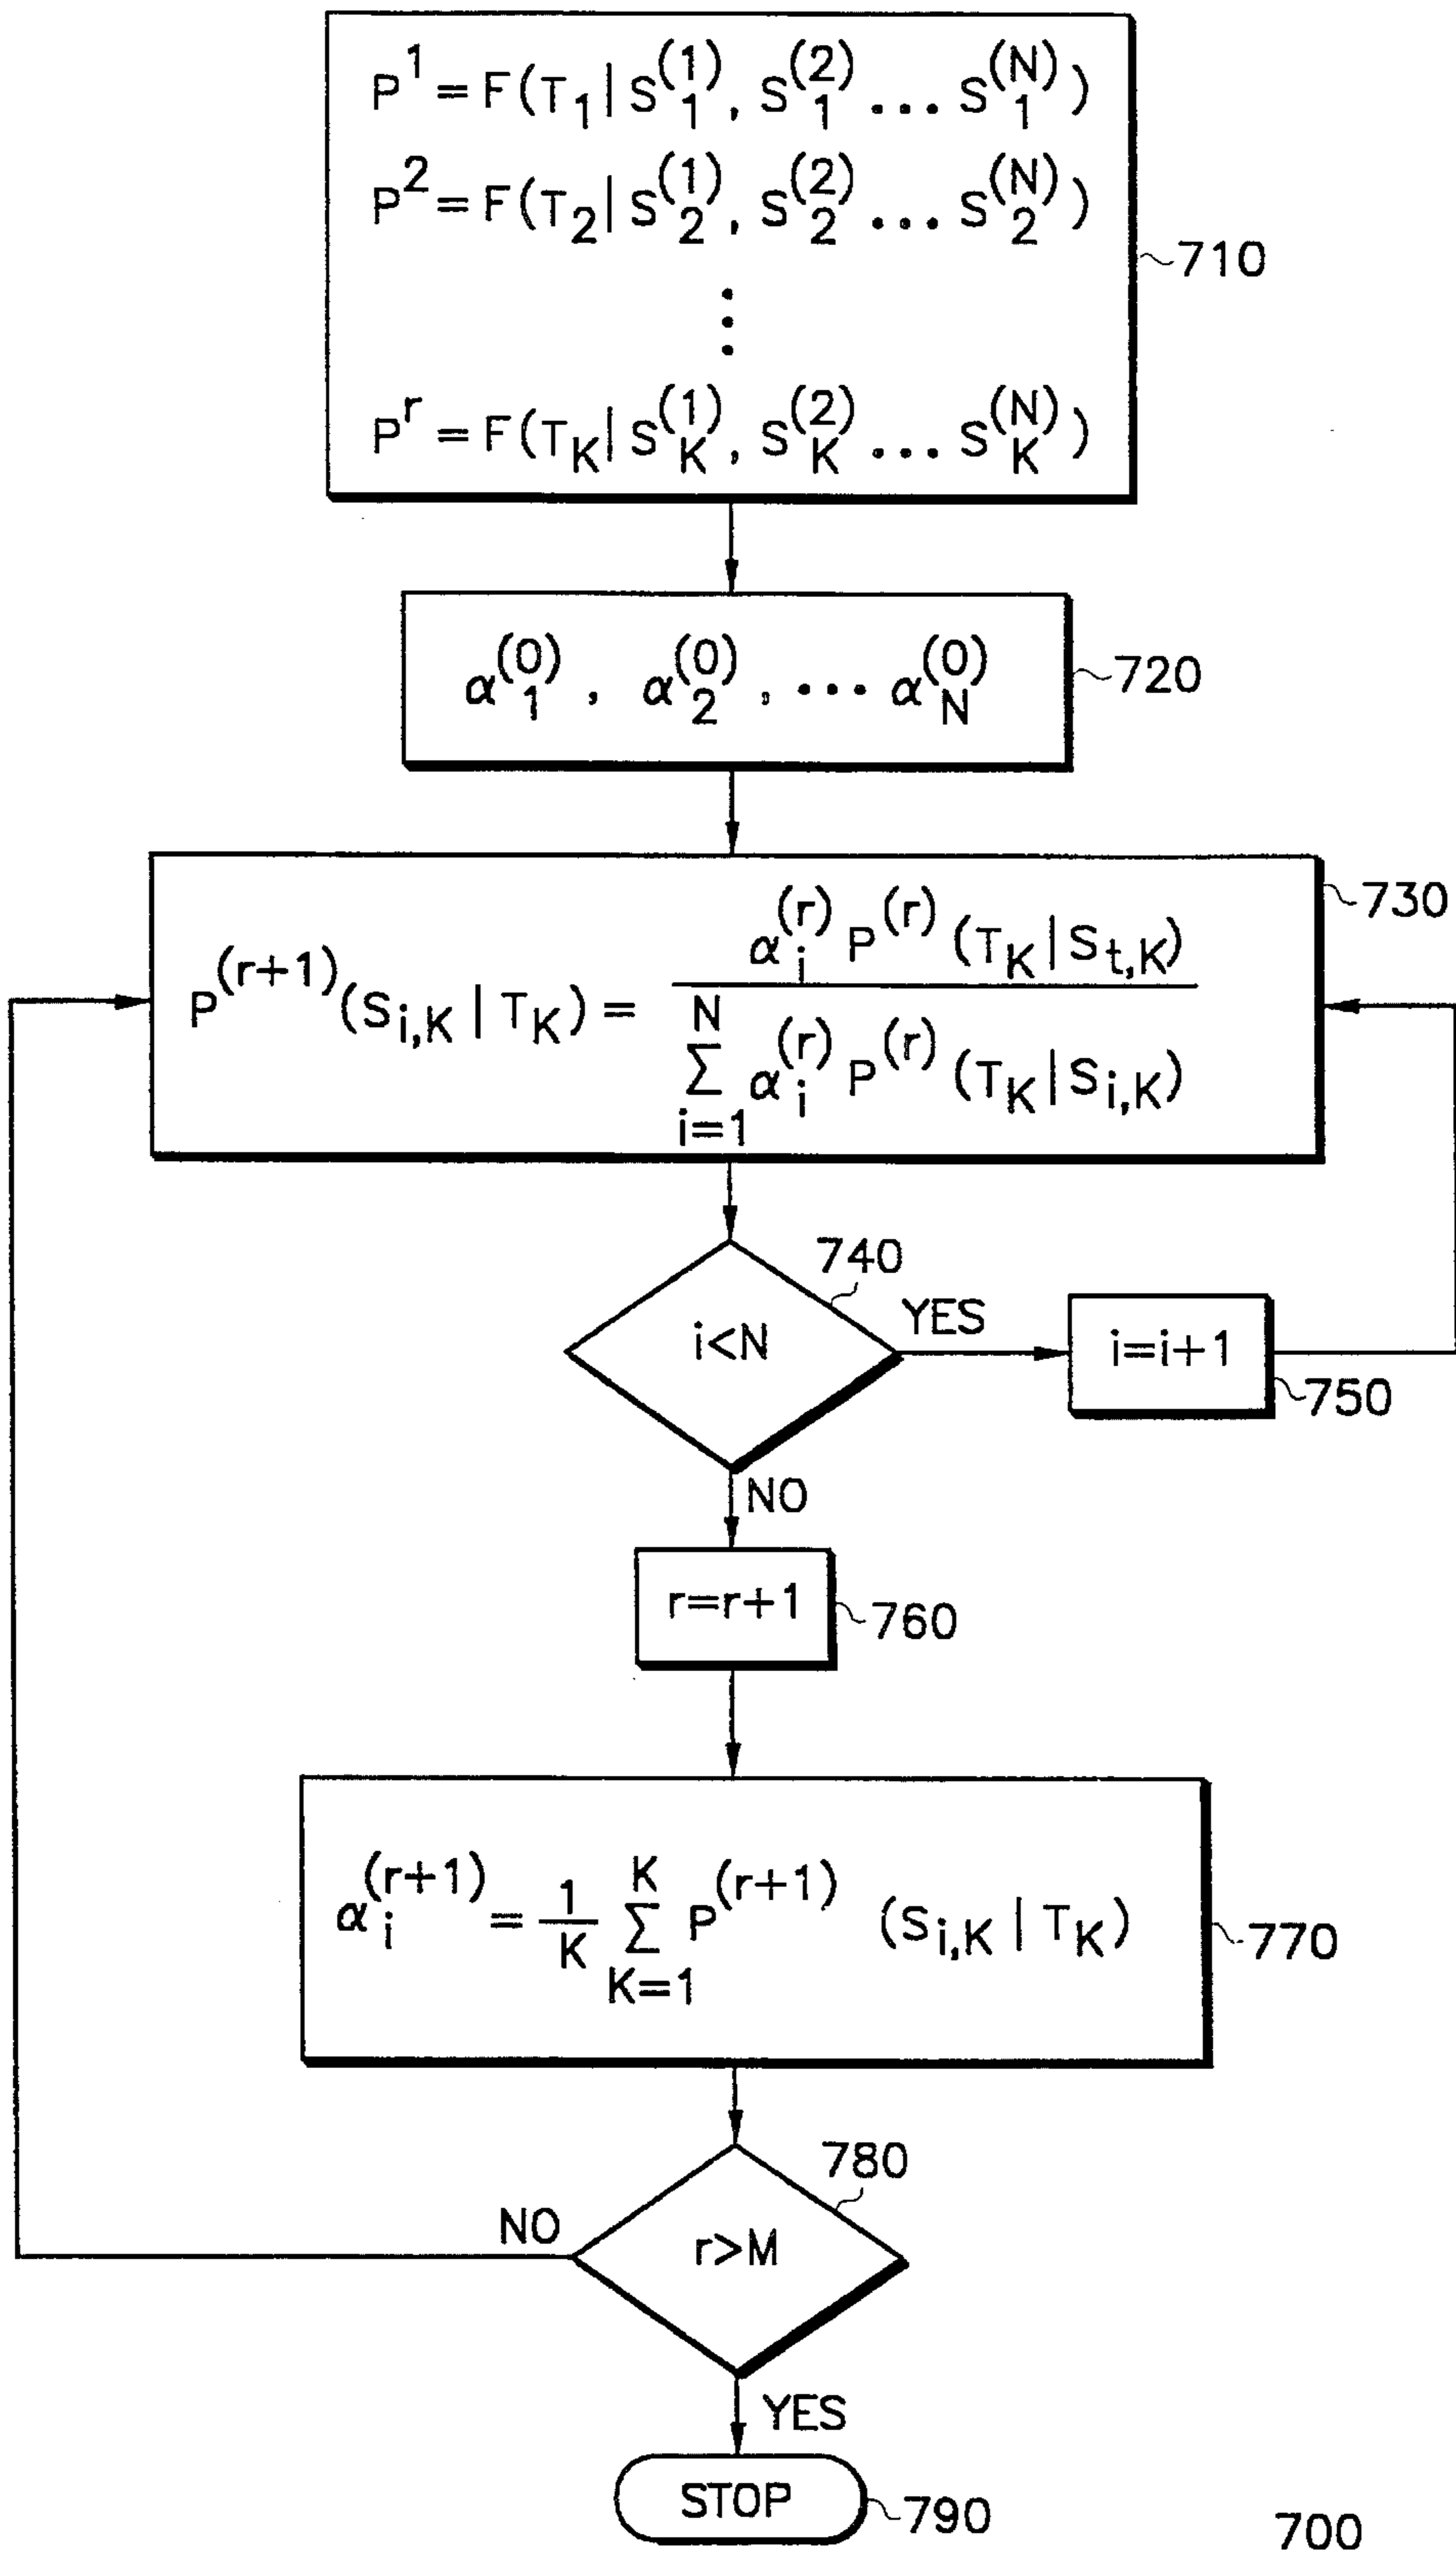 P^1 = F(T_1 | S_1^(1), S_1^(2) ... S_1^(N))
P^2 = F(T_2 | S_2^(1), S_2^(2) ... S_2^(N))
⋮
P^r = F(T_K | S_K^(1), S_K^(2) ... S_K^(N))
710
α_1^(0), α_2^(0), ... α_N^(0)
720
730
P^(r+1) (S_i,K | T_K) = α_i^(r) P^(r) (T_K | S_t,K) / ∑_{i=1}^{N} α_i^(r) P^(r) (T_K | S_i,K)
740
i<N
YES
i=i+1
750
NO
r=r+1
760
α_i^(r+1) = 1/K ∑_{K=1}^{K} P^(r+1) (S_i,K | T_K)
770
780
NO
r>M
YES
STOP
790
700